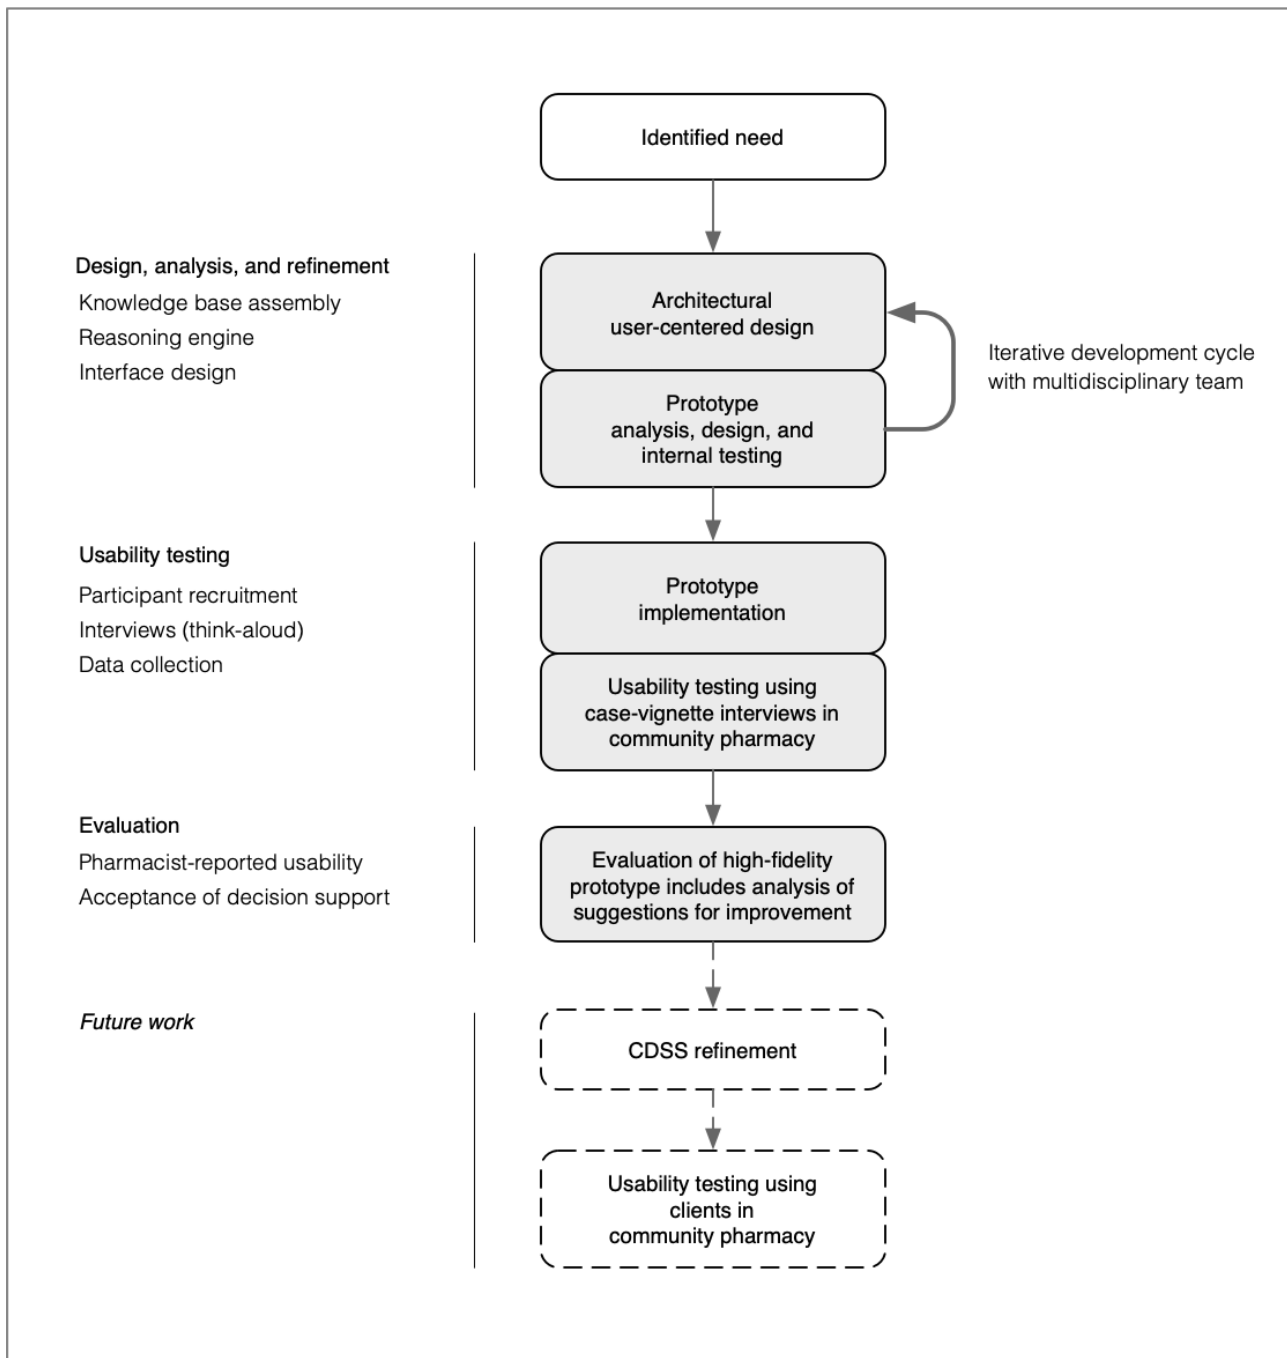 Identified need
Design, analysis, and refinement
Knowledge base assembly
Reasoning engine
Interface design
Architectural
user-centered design
Prototype
analysis, design, and
internal testing
Iterative development cycle
with multidisciplinary team
Usability testing
Participant recruitment
Interviews (think-aloud)
Data collection
Prototype
implementation
Usability testing using
case-vignette interviews in
community pharmacy
Evaluation
Pharmacist-reported usability
Acceptance of decision support
Evaluation of high-fidelity
prototype includes analysis of
suggestions for improvement
Future work
CDSS refinement
Usability testing using
clients in
community pharmacy